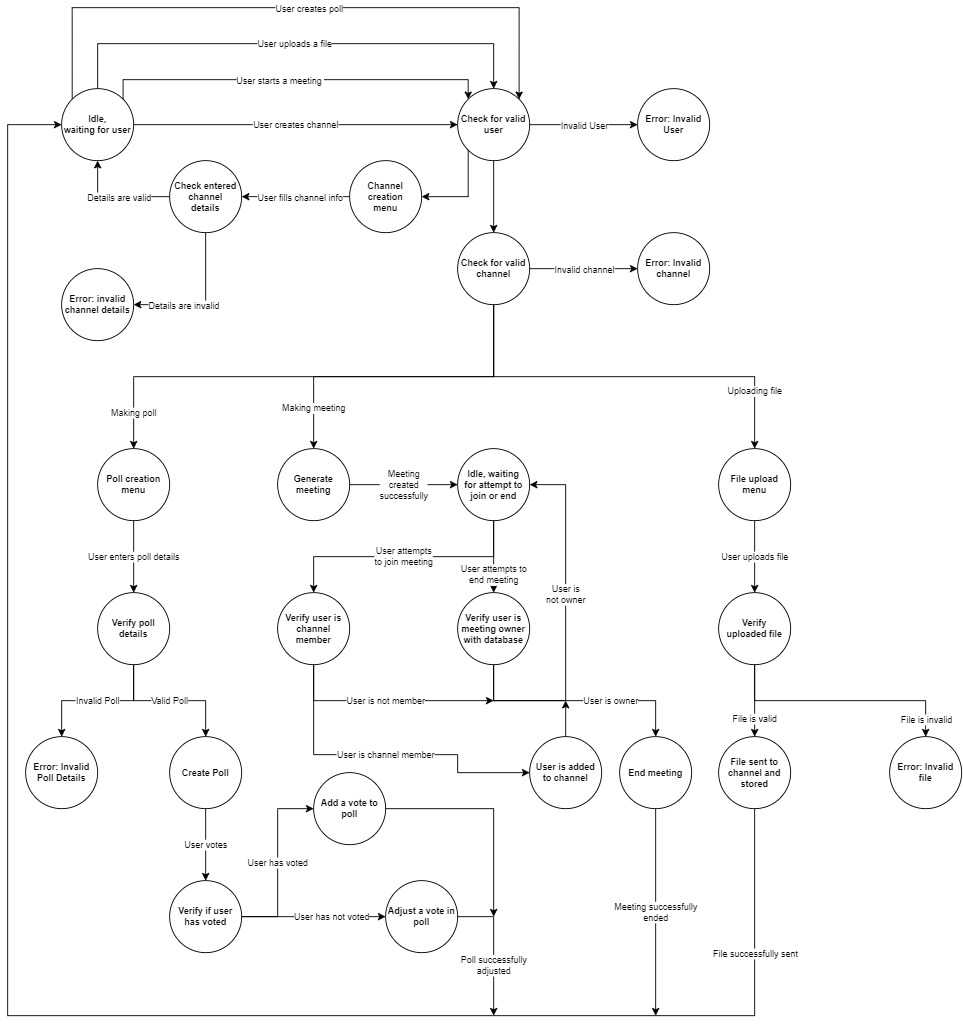 User creates poll
User uploads a file
User starts a meeting
Idle,
waiting for user
User creates channel
Check for valid
user
Invalid User
Error: Invalid
User
Details are valid
Check entered
channel
details
User fills channel info
Channel
creation
menu
Check for valid
channel
Invalid channel
Error: Invalid
channel
Error: invalid
channel details
Details are invalid
Making poll
Making meeting
Uploading file
Poll creation
menu
Generate
meeting
Meeting
created
successfully
Idle, waiting
for attempt to
join or end
File upload
menu
User enters poll details
User attempts
to join meeting
User attempts to
end meeting
User uploads file
User is
not owner
Verify poll
details
Verify user is
channel
member
Verify user is
meeting owner
with database
Verify
uploaded file
Invalid Poll
Valid Poll
User is not member
User is owner
File is valid
File is invalid
User is channel member
Error: Invalid
Poll Details
Create Poll
User is added
to channel
End meeting
File sent to
channel and
stored
Error: Invalid
file
Add a vote to
poll
User votes
User has voted
Verify if user
has voted
User has not voted
Adjust a vote in
poll
Meeting successfully
ended
Poll successfully
adjusted
File successfully sent